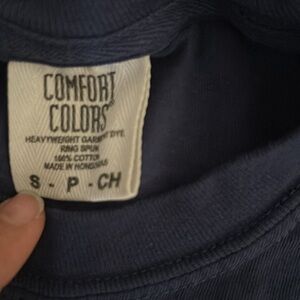 COMFORT
COLORS®
HEAVYWEIGHT GARMENT DYE
RING SPUN
100% COTTON
MADE IN HONDURAS
S - P - CH